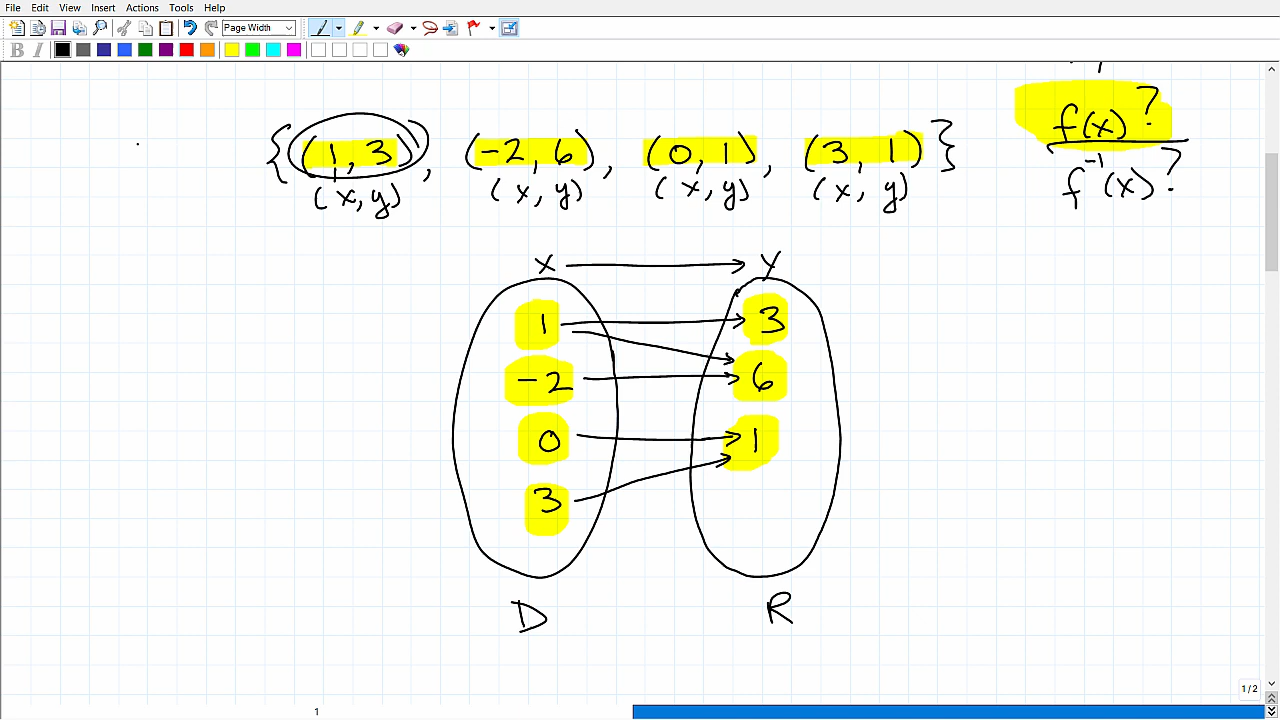 File Edit View Insert Actions Tools Help
Page Width
B I
f(x)?
{(1, 3), (-2, 6), (0, 1), (3, 1)}
f⁻¹(x)?
(x, y) (x, y) (x, y) (x, y)
x → y
1 3
-2 6
0 1
3
D R
1/2
1